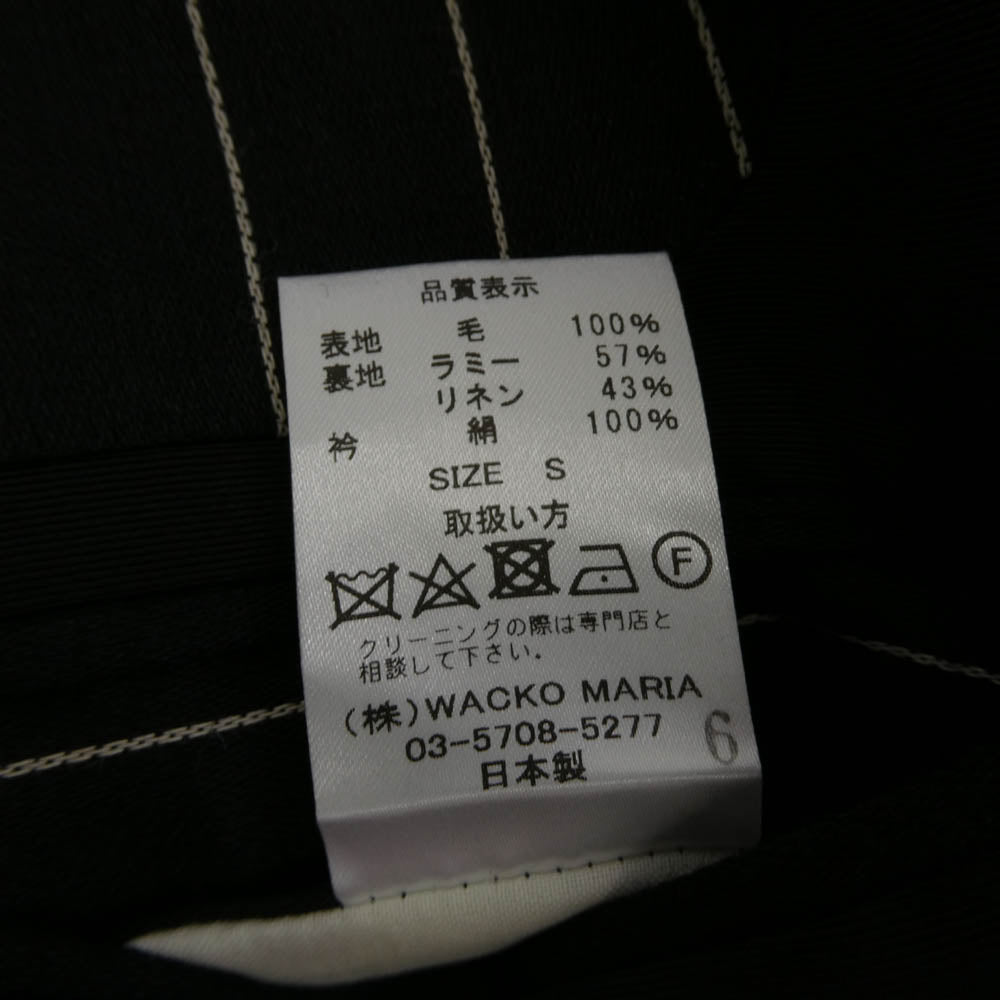 品質表示
表地 毛 100%
裏地 ラミー 57%
リネン 43%
衿 絹 100%
SIZE S
取扱い方
F
クリーニングの際は専門店と
相談して下さい。
(株)WACKO MARIA
03-5708-5277
6
日本製